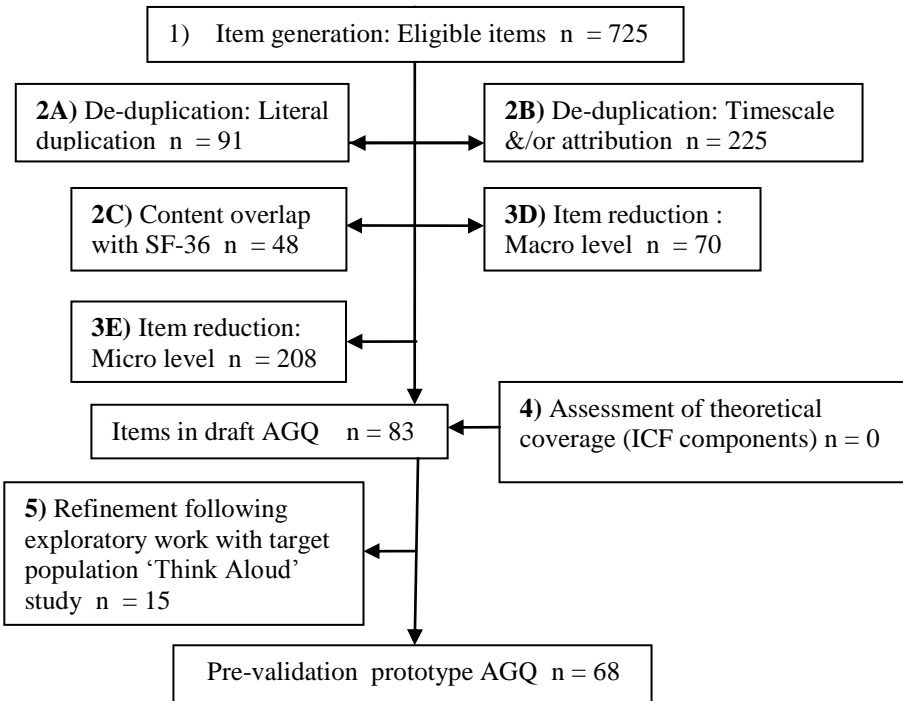 1) Item generation: Eligible items n = 725
2A) De-duplication: Literal
duplication n = 91
2B) De-duplication: Timescale
&/or attribution n = 225
2C) Content overlap
with SF-36 n = 48
3D) Item reduction :
Macro level n = 70
3E) Item reduction:
Micro level n = 208
Items in draft AGQ n = 83
4) Assessment of theoretical
coverage (ICF components) n = 0
5) Refinement following
exploratory work with target
population ‘Think Aloud’
study n = 15
Pre-validation prototype AGQ n = 68